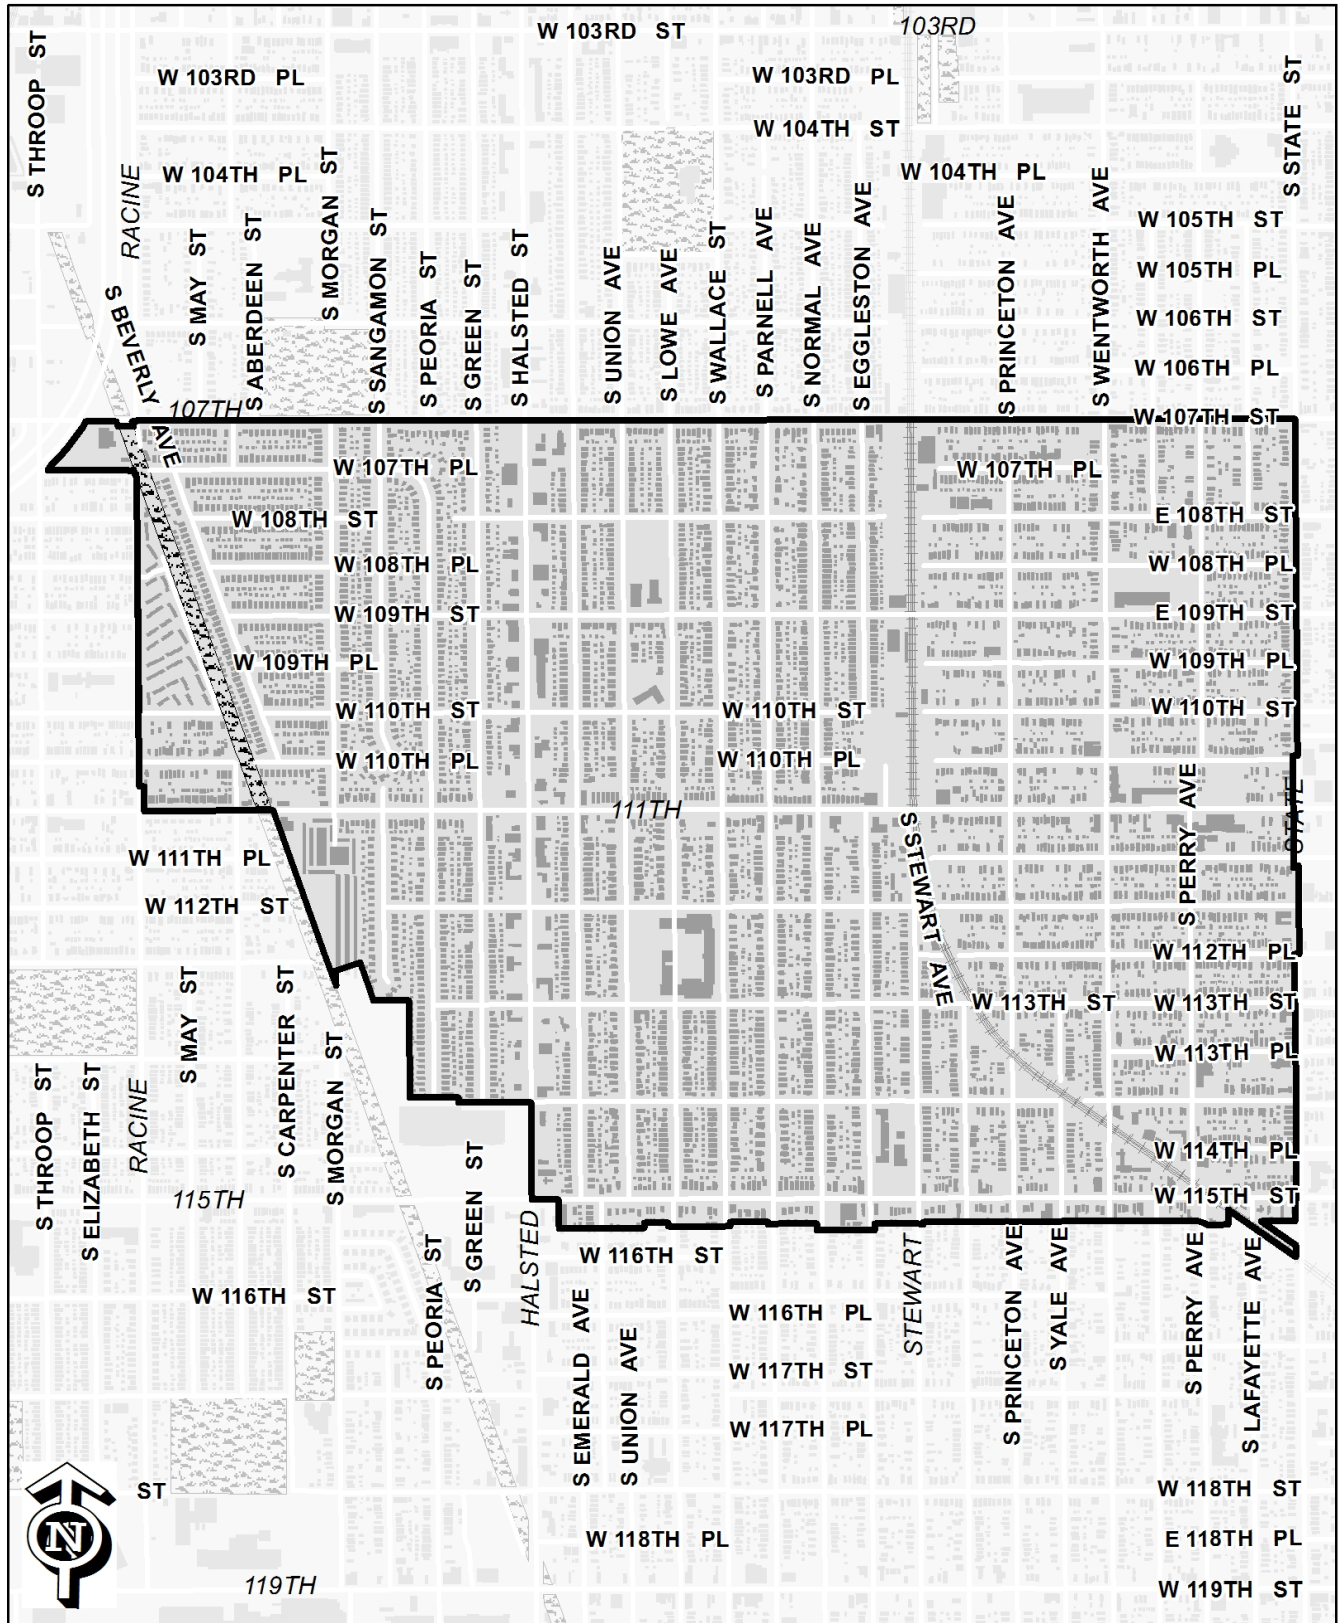 W 103RD ST
103RD
S THROOP ST
W 103RD PL
W 103RD PL
S STATE ST
W 104TH ST
RACINE
W 104TH PL
S MORGAN ST
W 104TH PL
S MAY ST
S ABERDEEN ST
S SANGAMON ST
S PEORIA ST
S GREEN ST
S HALSTED ST
S UNION AVE
S LOWE AVE
S WALLACE ST
S PARNELL AVE
S NORMAL AVE
S EGGLESTON AVE
S PRINCETON AVE
S WENTWORTH AVE
W 105TH ST
W 105TH PL
W 106TH ST
W 106TH PL
S BEVERLY AVE
107TH
W 107TH ST
W 107TH PL
W 107TH PL
W 108TH ST
E 108TH ST
W 108TH PL
W 108TH PL
W 109TH ST
E 109TH ST
W 109TH PL
W 109TH PL
W 110TH ST
W 110TH ST
W 110TH ST
W 110TH PL
W 110TH PL
S PERRY AVE
STATE
111TH
S STEWART AVE
W 111TH PL
W 112TH ST
W 112TH PL
S MAY ST
S CARPENTER ST
W 113TH ST
W 113TH ST
S MORGAN ST
W 113TH PL
S THROOP ST
S ELIZABETH ST
RACINE
S GREEN ST
W 114TH PL
115TH
W 115TH ST
HALSTED
W 116TH ST
STEWART
S PRINCETON AVE
S YALE AVE
S PERRY AVE
S LAFAYETTE AVE
W 116TH ST
S PEORIA ST
S EMERALD AVE
S UNION AVE
W 116TH PL
W 117TH ST
W 117TH PL
ST
W 118TH ST
N
W 118TH PL
E 118TH PL
119TH
W 119TH ST